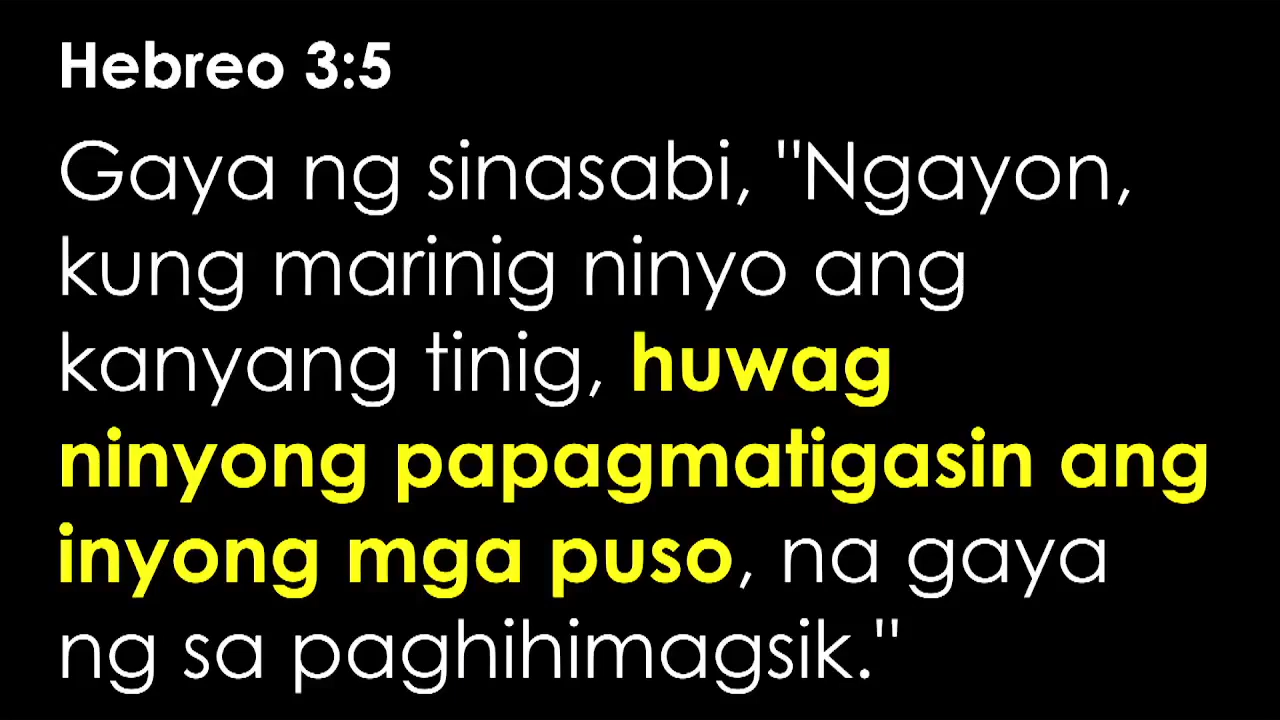 Hebreo 3:5
Gaya ng sinasabi, "Ngayon,
kung marinig ninyo ang
kanyang tinig, huwag
ninyong papagmatigasin ang
inyong mga puso, na gaya
ng sa paghihimagsik."